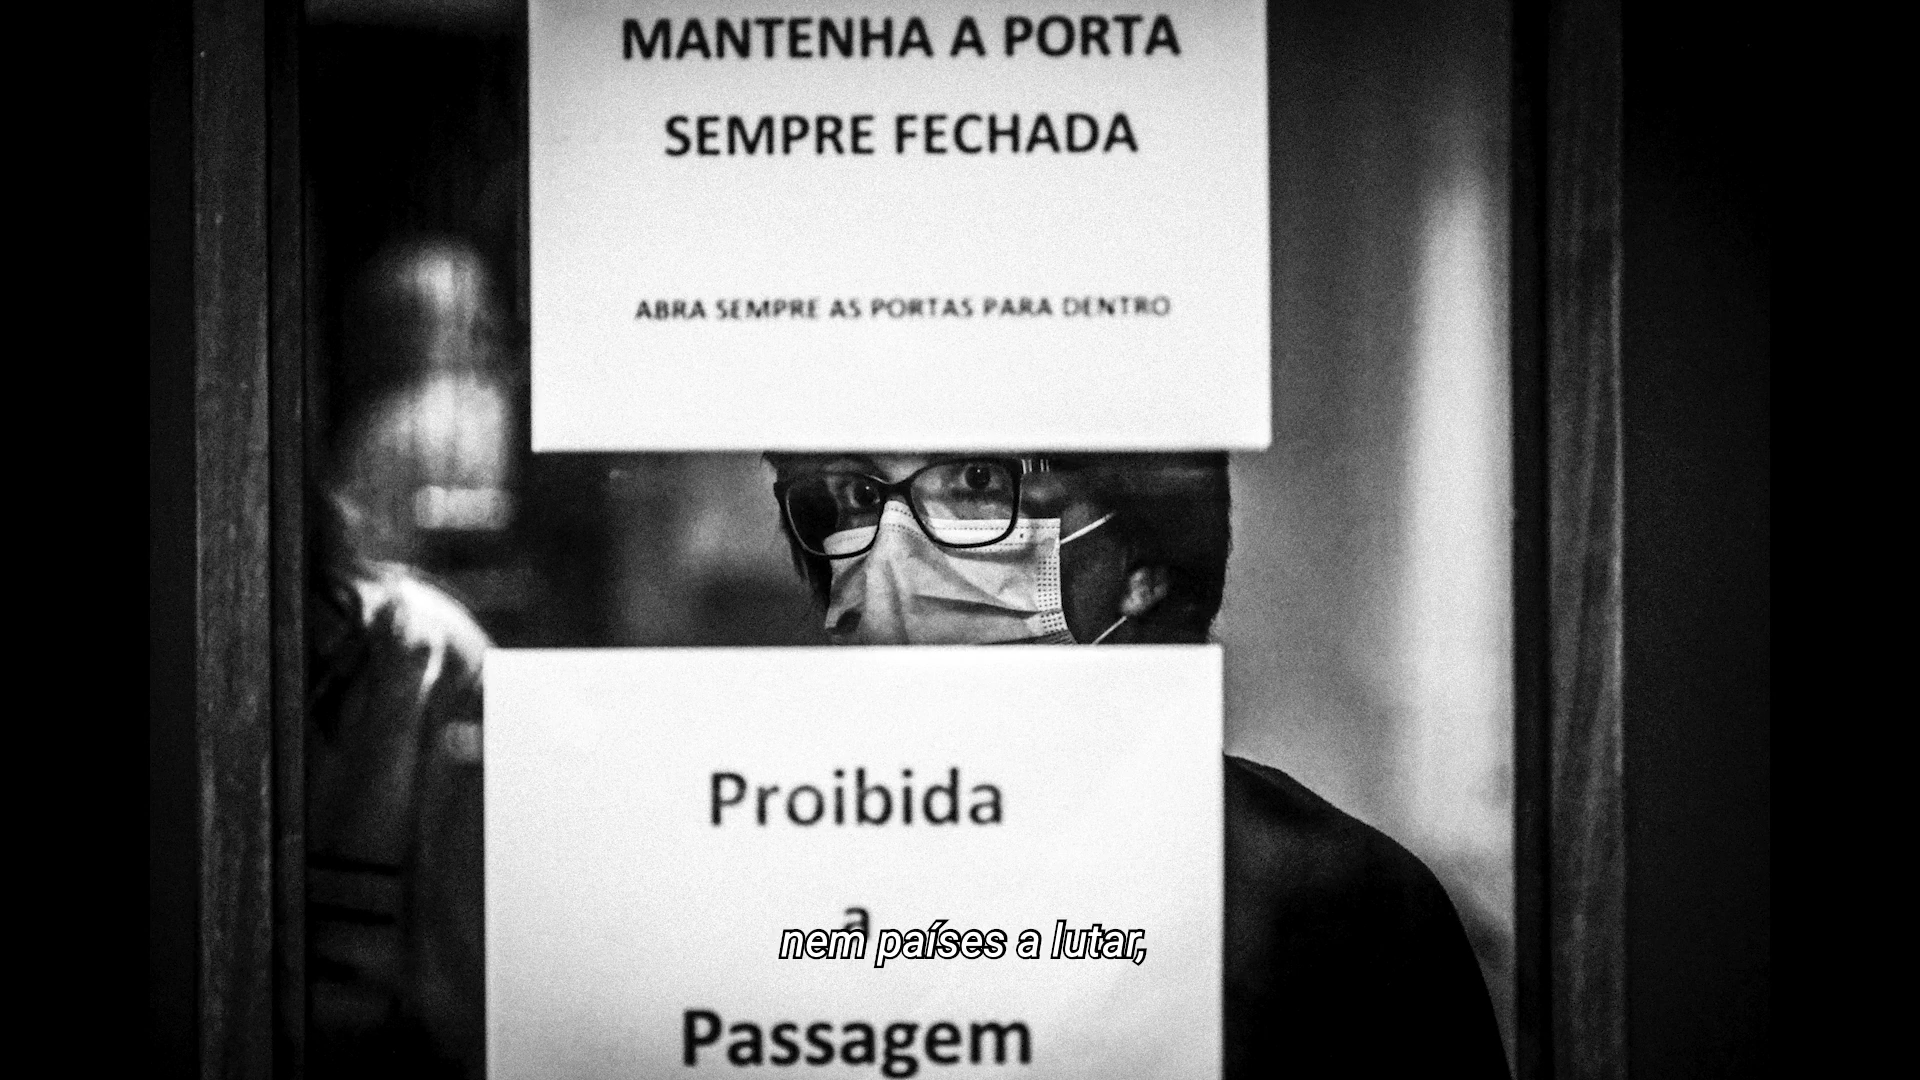 MANTENHA A PORTA
SEMPRE FECHADA
ABRA SEMPRE AS PORTAS PARA DENTRO
Proibida
a
nem países a lutar,
Passagem